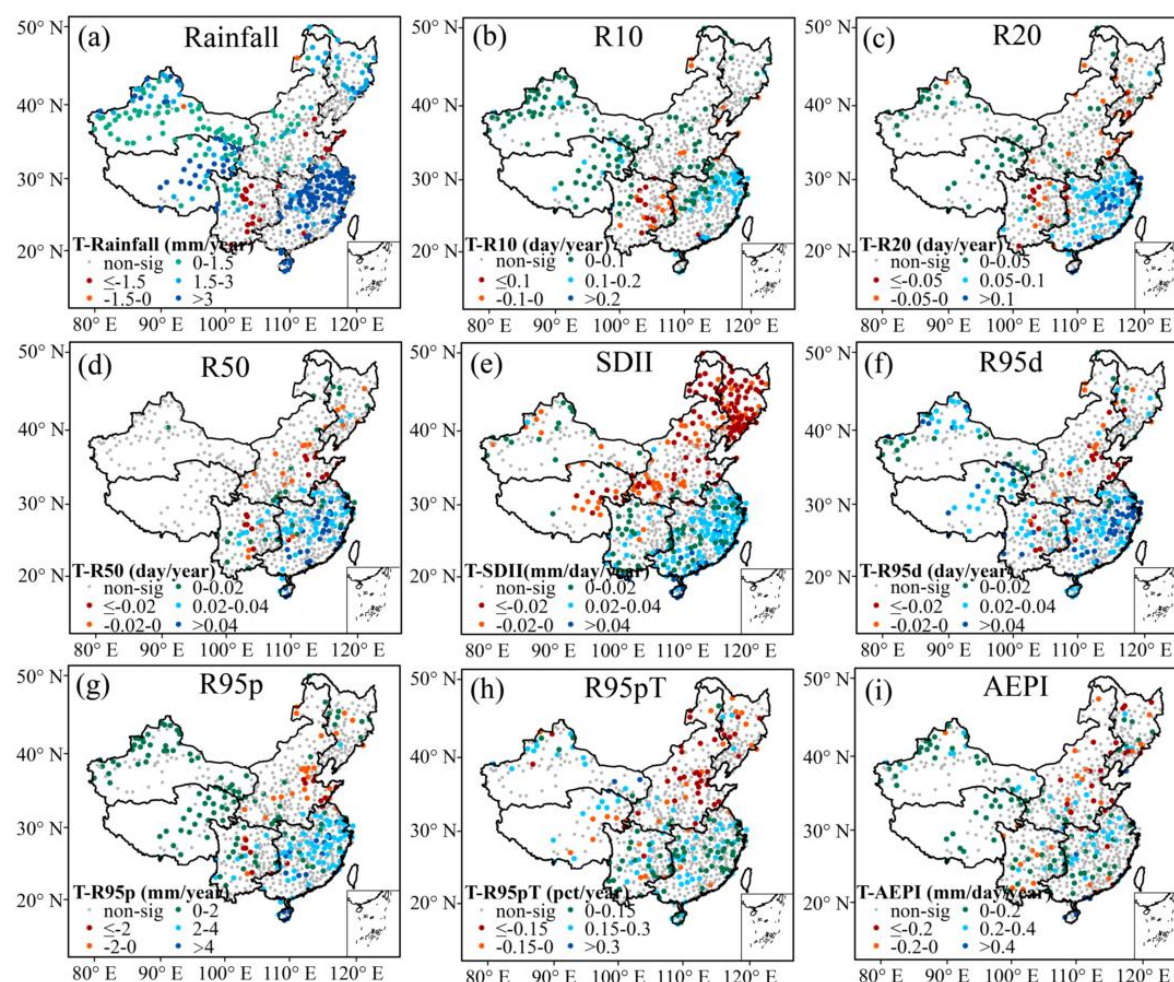 (a) Rainfall
50° N
40° N
30° N
20° N
T-Rainfall (mm/year)
non-sig 0-1.5
≤-1.5 1.5-3
-1.5-0 >3
80° E 90° E 100° E 110° E 120° E
(b) R10
50° N
40° N
30° N
20° N
T-R10 (day/year)
non-sig 0-0.1
≤0.1 0.1-0.2
-0.1-0 >0.2
80° E 90° E 100° E 110° E 120° E
(c) R20
50° N
40° N
30° N
20° N
T-R20 (day/year)
non-sig 0-0.05
≤-0.05 0.05-0.1
-0.05-0 >0.1
80° E 90° E 100° E 110° E 120° E
(d) R50
50° N
40° N
30° N
20° N
T-R50 (day/year)
non-sig 0-0.02
≤-0.02 0.02-0.04
-0.02-0 >0.04
80° E 90° E 100° E 110° E 120° E
(e) SDII
50° N
40° N
30° N
20° N
T-SDII(mm/day/year)
non-sig 0-0.02
≤-0.02 0.02-0.04
-0.02-0 >0.04
80° E 90° E 100° E 110° E 120° E
(f) R95d
50° N
40° N
30° N
20° N
T-R95d (day/year)
non-sig 0-0.02
≤-0.02 0.02-0.04
-0.02-0 >0.04
80° E 90° E 100° E 110° E 120° E
(g) R95p
50° N
40° N
30° N
20° N
T-R95p (mm/year)
non-sig 0-2
≤-2 2-4
-2-0 >4
80° E 90° E 100° E 110° E 120° E
(h) R95pT
50° N
40° N
30° N
20° N
T-R95pT (pct/year)
non-sig 0-0.15
≤-0.15 0.15-0.3
-0.15-0 >0.3
80° E 90° E 100° E 110° E 120° E
(i) AEPI
50° N
40° N
30° N
20° N
T-AEPI (mm/day/year)
non-sig 0-0.2
≤-0.2 0.2-0.4
-0.2-0 >0.4
80° E 90° E 100° E 110° E 120° E